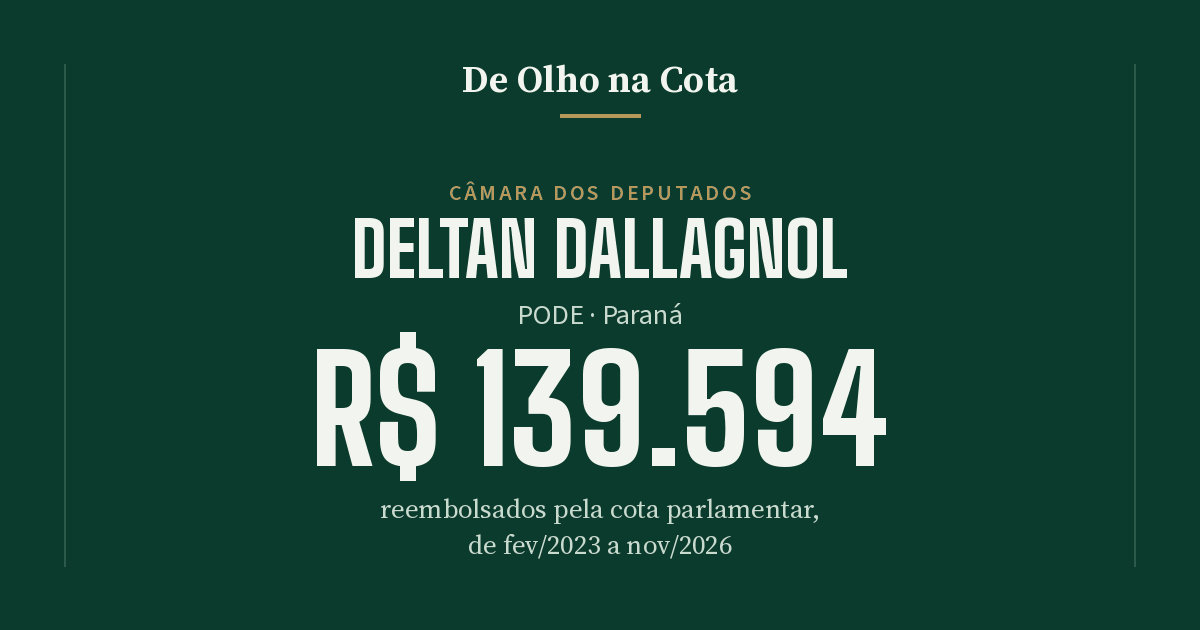 De Olho na Cota
CÂMARA DOS DEPUTADOS
DELTAN DALLAGNOL
PODE · Paraná
R$ 139.594
reembolsados pela cota parlamentar,
de fev/2023 a nov/2026